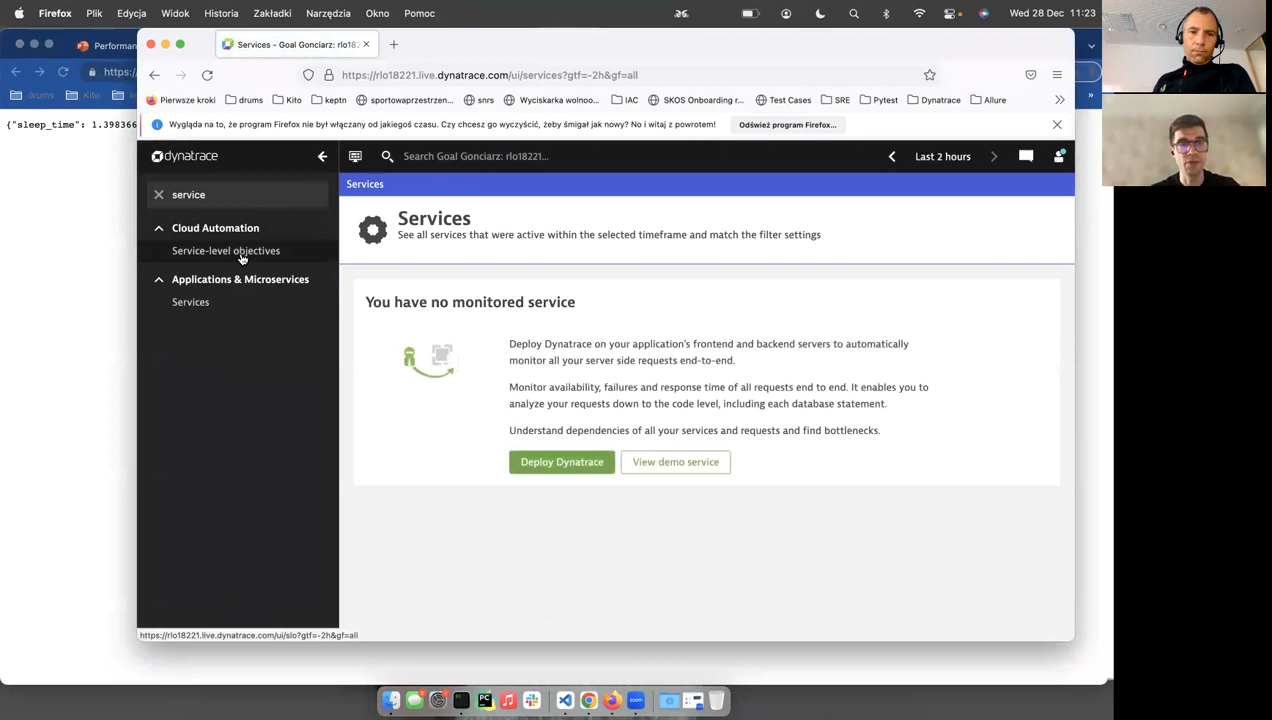 Firefox Plik Edycja Widok Historia Zakładki Narzędzia Okno Pomoc Wed 28 Dec 11:23
Performan
Services - Goal Gonciarz: rlo182
https://
https://rlo18221.live.dynatrace.com/ui/services?gtf=-2h&gf=all
drums Kito
Pierwsze kroki drums Kito keptn sportowaprzestrzen... snrs Wyciskarka wolnoo... IAC SKOS Onboarding r... Test Cases SRE Pytest Dynatrace Allure
{"sleep_time": 1.398366
Wygląda na to, że program Firefox nie był włączany od jakiegoś czasu. Czy chcesz go wyczyścić, żeby śmigał jak nowy? No i witaj z powrotem! Odśwież program Firefox...
dynatrace Search Goal Gonciarz: rlo18221... Last 2 hours
service
Services
Cloud Automation
Service-level objectives
Applications & Microservices
Services
Services
See all services that were active within the selected timeframe and match the filter settings
You have no monitored service
Deploy Dynatrace on your application's frontend and backend servers to automatically
monitor all your server side requests end-to-end.
Monitor availability, failures and response time of all requests end to end. It enables you to
analyze your requests down to the code level, including each database statement.
Understand dependencies of all your services and requests and find bottlenecks.
Deploy Dynatrace View demo service
https://rlo18221.live.dynatrace.com/ui/slo?gtf=-2h&gf=all
PC
zoom